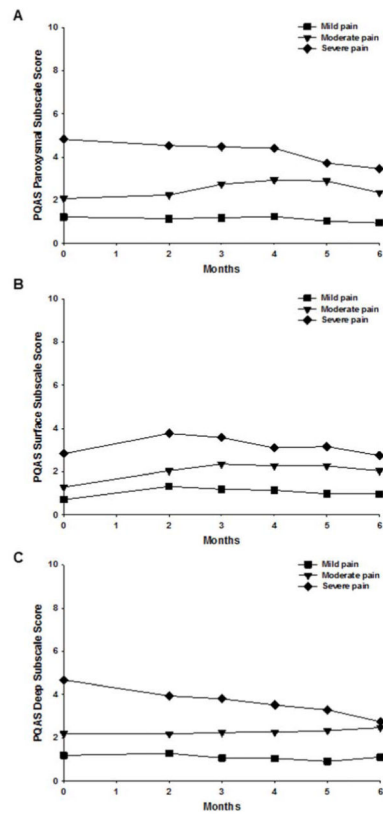 A
Mild pain
Moderate pain
Severe pain
PQAS Paroxysmal Subscale Score
10
8
6
4
2
0
0 1 2 3 4 5 6
Months
B
Mild pain
Moderate pain
Severe pain
PQAS Surface Subscale Score
10
8
6
4
2
0
0 1 2 3 4 5 6
Months
C
Mild pain
Moderate pain
Severe pain
PQAS Deep Subscale Score
10
8
6
4
2
0
0 1 2 3 4 5 6
Months